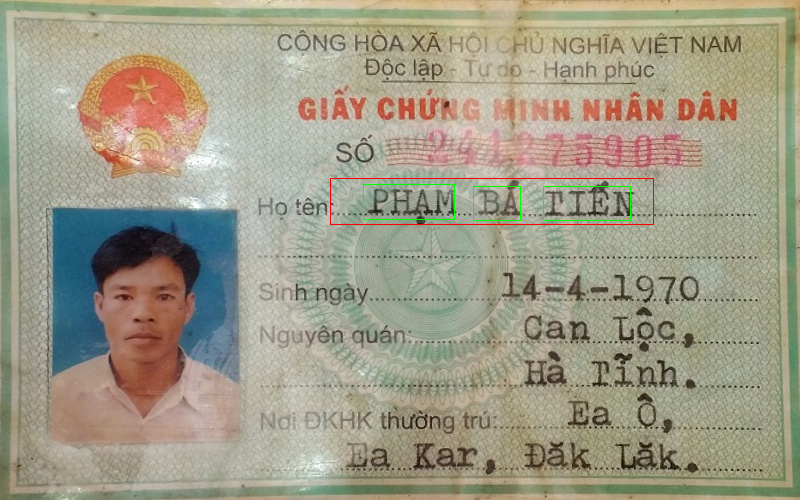 CỘNG HÒA XÃ HỘI CHỦ NGHĨA VIỆT NAM
Độc lập - Tự do - Hạnh phúc
GIẤY CHỨNG MINH NHÂN DÂN
SỐ 241275905
Họ tên: PHẠM BÁ TIẾN
Sinh ngày 14-4-1970
Nguyên quán: Can Lộc,
Hà Tĩnh.
Nơi ĐKHK thường trú: Ea Ô,
Ea Kar, Đăk Lăk.